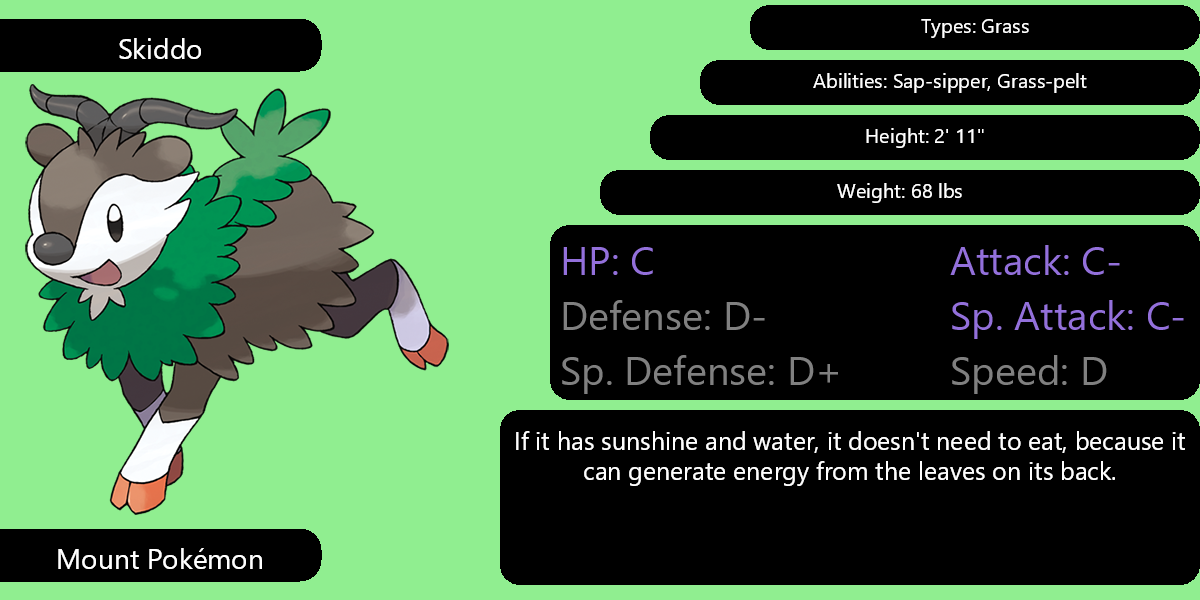 Skiddo
Types: Grass
Abilities: Sap-sipper, Grass-pelt
Height: 2' 11"
Weight: 68 lbs
HP: C
Attack: C-
Defense: D-
Sp. Attack: C-
Sp. Defense: D+
Speed: D
If it has sunshine and water, it doesn't need to eat, because it
can generate energy from the leaves on its back.
Mount Pokémon